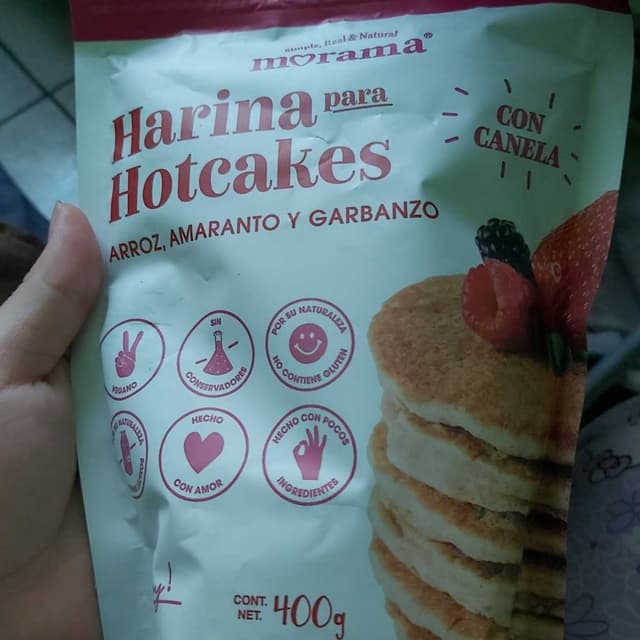 Simple, Real & Natural
morama®
Harina para
Hotcakes
ARROZ, AMARANTO Y GARBANZO
CON
CANELA
VEGANO
SIN
CONSERVADORES
POR SU NATURALEZA
NO CONTIENE GLUTEN
NATURALEZA
HECHO
CON AMOR
HECHO CON POCOS
INGREDIENTES
CONT.
NET. 400g